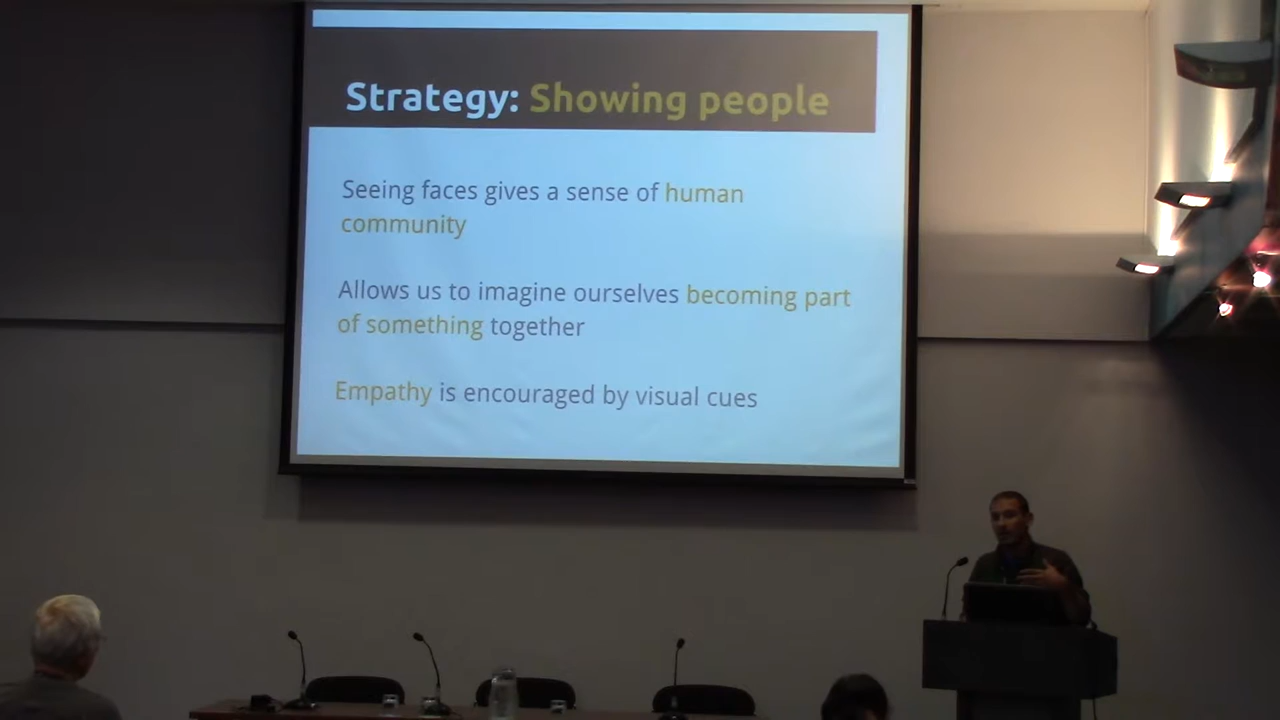 Strategy: Showing people
Seeing faces gives a sense of human
community
Allows us to imagine ourselves becoming part
of something together
Empathy is encouraged by visual cues